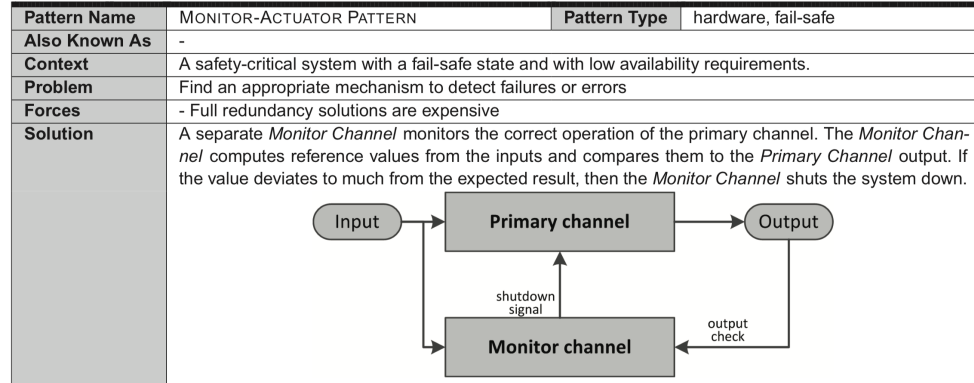 Pattern Name MONITOR-ACTUATOR PATTERN Pattern Type hardware, fail-safe
Also Known As -
Context A safety-critical system with a fail-safe state and with low availability requirements.
Problem Find an appropriate mechanism to detect failures or errors
Forces - Full redundancy solutions are expensive
Solution A separate Monitor Channel monitors the correct operation of the primary channel. The Monitor Chan-
nel computes reference values from the inputs and compares them to the Primary Channel output. If
the value deviates to much from the expected result, then the Monitor Channel shuts the system down.
Input Primary channel Output
shutdown
signal
output
check
Monitor channel